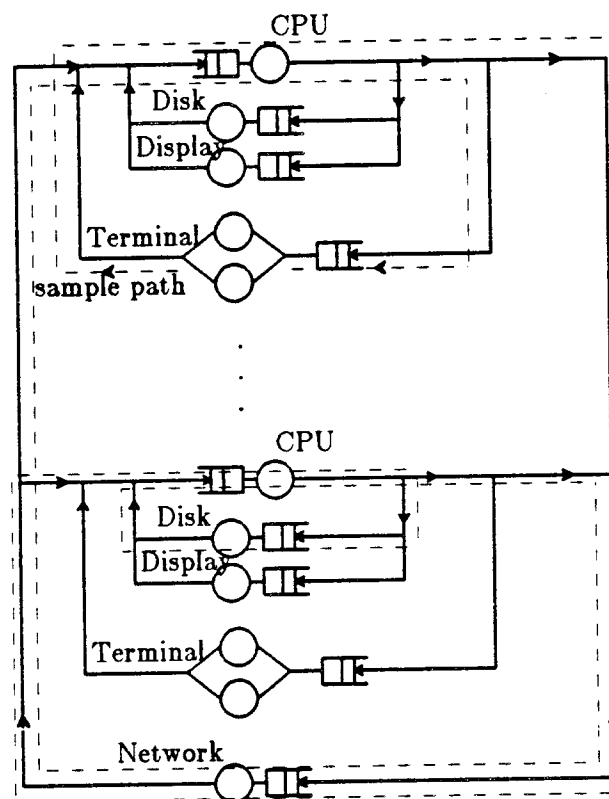 CPU
Disk
Display
Terminal
sample path
CPU
Disk
Display
Terminal
Network